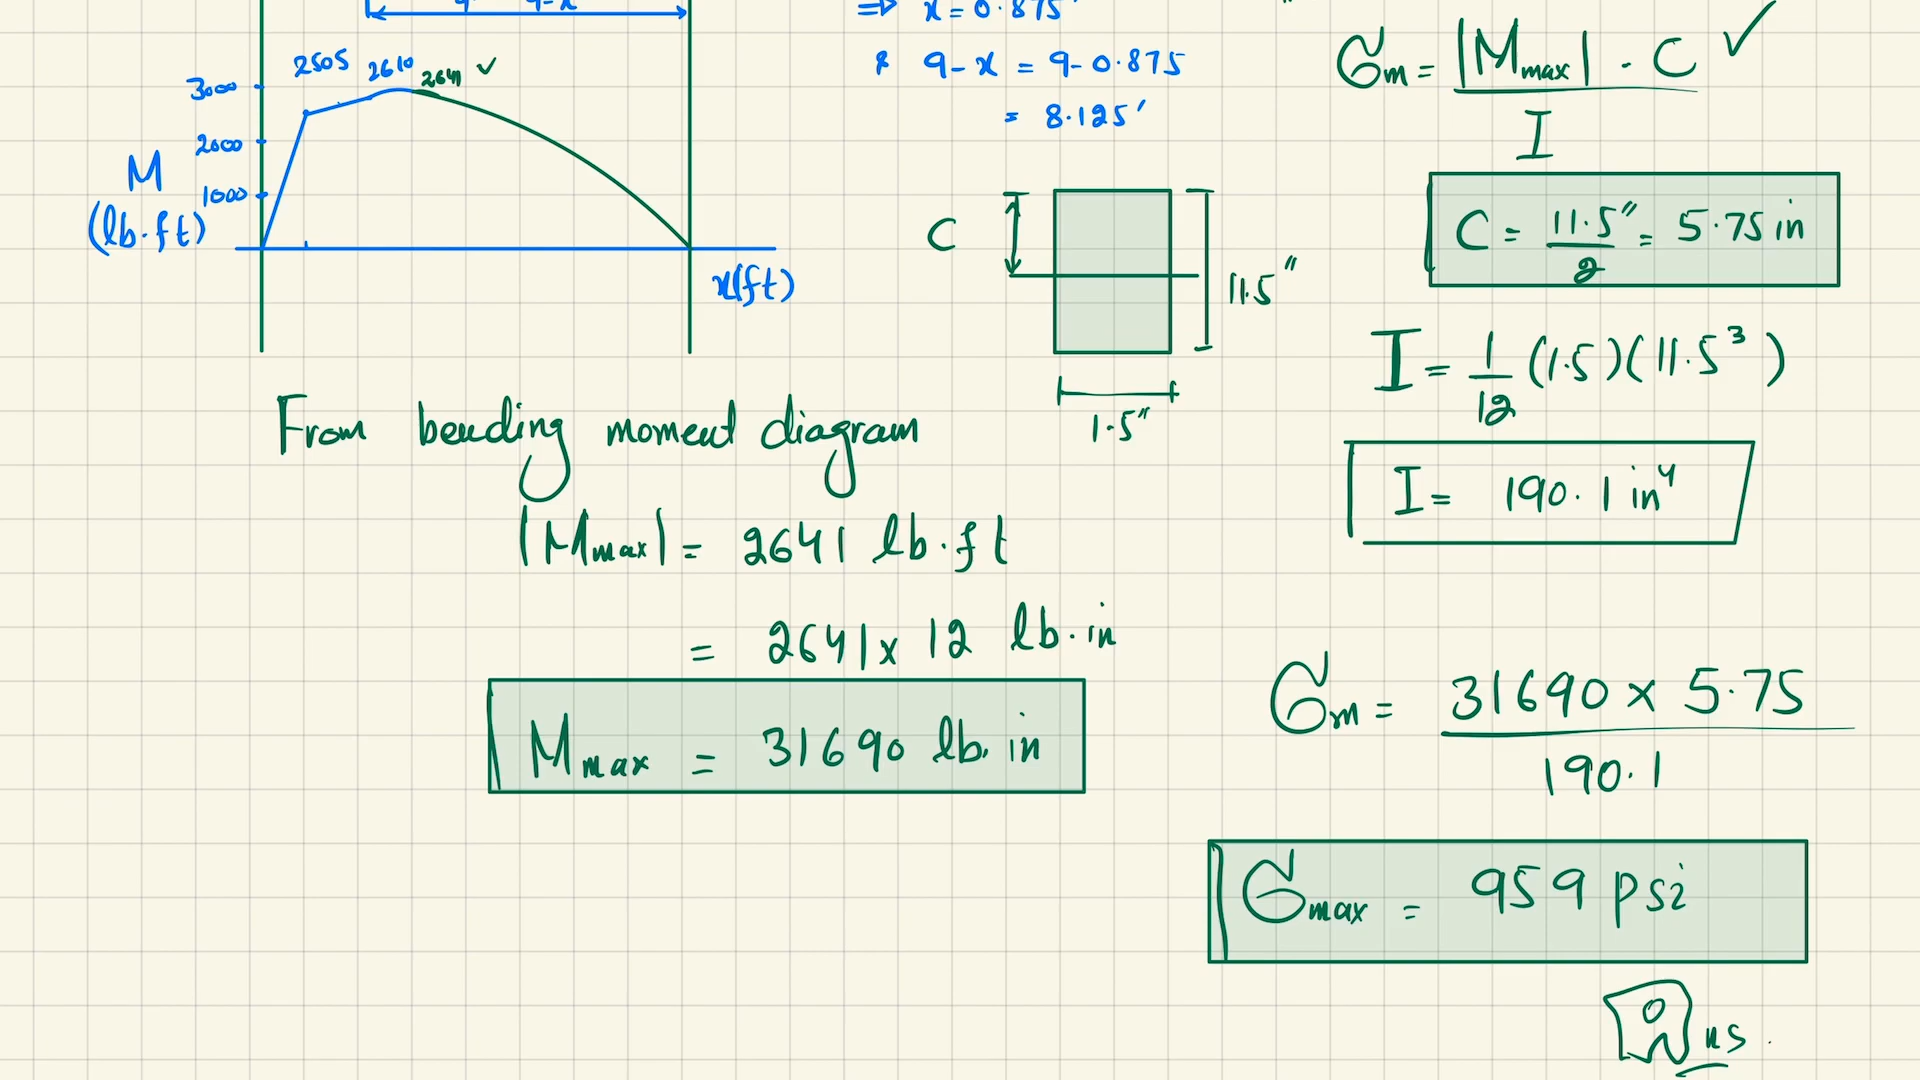 9-x
2505
2610
2641 ✓
3000
2000
1000
M
(lb.ft)
x(ft)
⇒ x = 0.875'
& 9-x = 9-0.875
= 8.125'
C
11.5"
1.5"
σm = |Mmax| . C ✓
I
C = 11.5" = 5.75 in
2
I = 1 (1.5)(11.5³)
12
I = 190.1 in⁴
From bending moment diagram
|Mmax| = 2641 lb.ft
= 2641 x 12 lb.in
Mmax = 31690 lb.in
σm = 31690 x 5.75
190.1
σmax = 959 psi